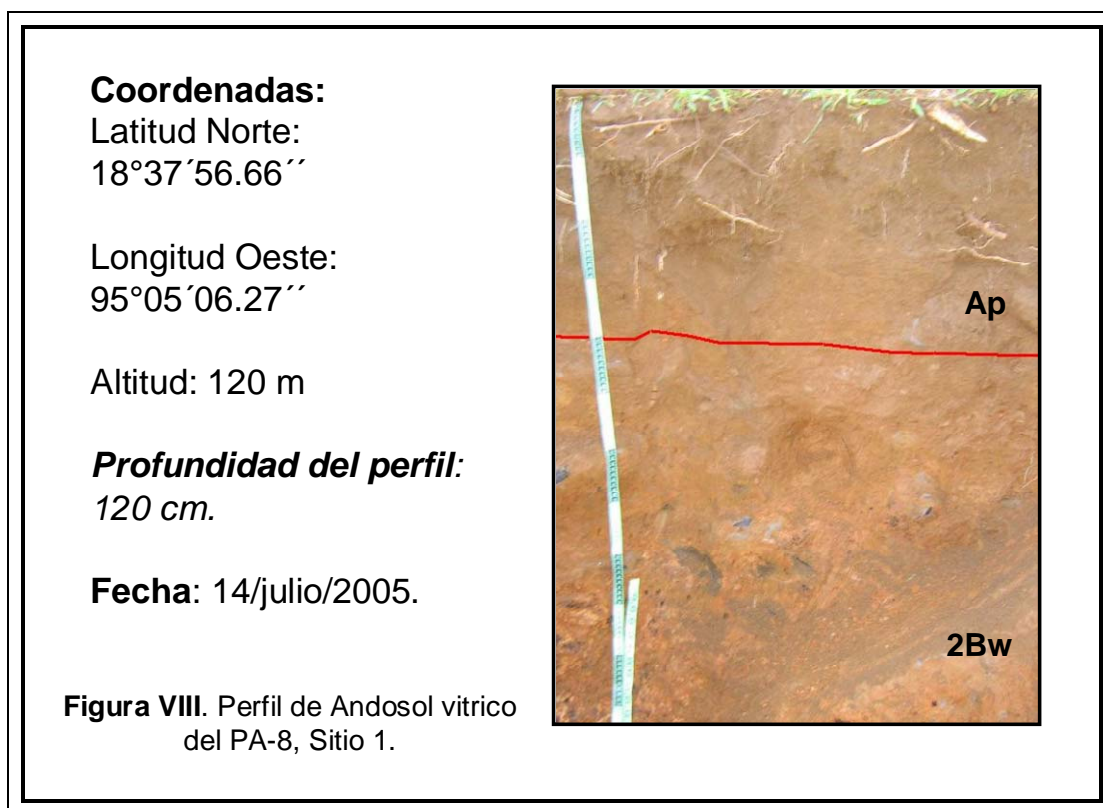 Coordenadas:
Latitud Norte:
18°37´56.66´´
Longitud Oeste:
95°05´06.27´´
Altitud: 120 m
Profundidad del perfil:
120 cm.
Fecha: 14/julio/2005.
Figura VIII. Perfil de Andosol vitrico
del PA-8, Sitio 1.
Ap
2Bw